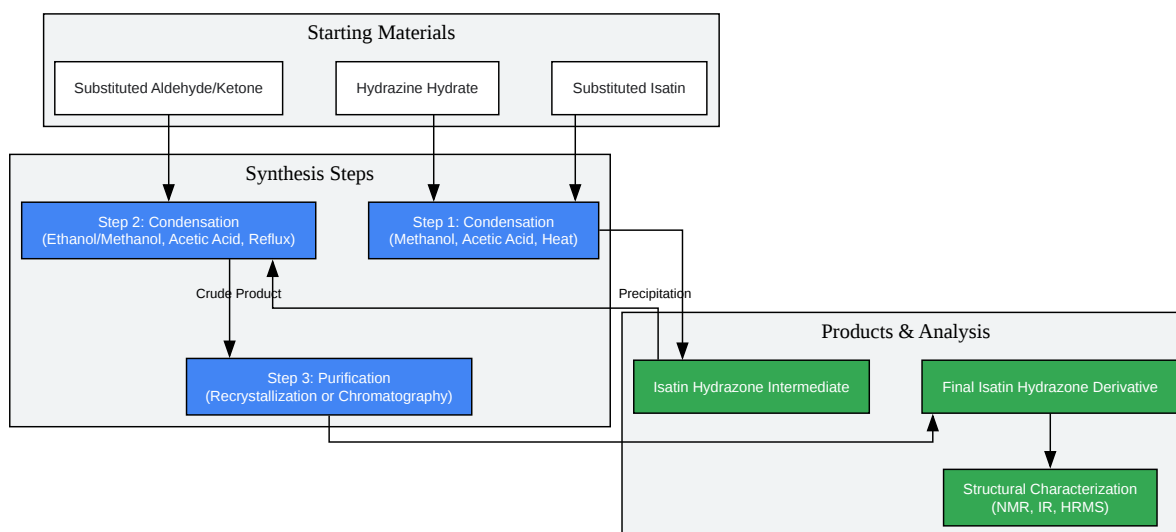 Starting Materials
Substituted Aldehyde/Ketone
Hydrazine Hydrate
Substituted Isatin
Synthesis Steps
Step 2: Condensation
(Ethanol/Methanol, Acetic Acid, Reflux)
Step 1: Condensation
(Methanol, Acetic Acid, Heat)
Crude Product
Precipitation
Step 3: Purification
(Recrystallization or Chromatography)
Products & Analysis
Isatin Hydrazone Intermediate
Final Isatin Hydrazone Derivative
Structural Characterization
(NMR, IR, HRMS)